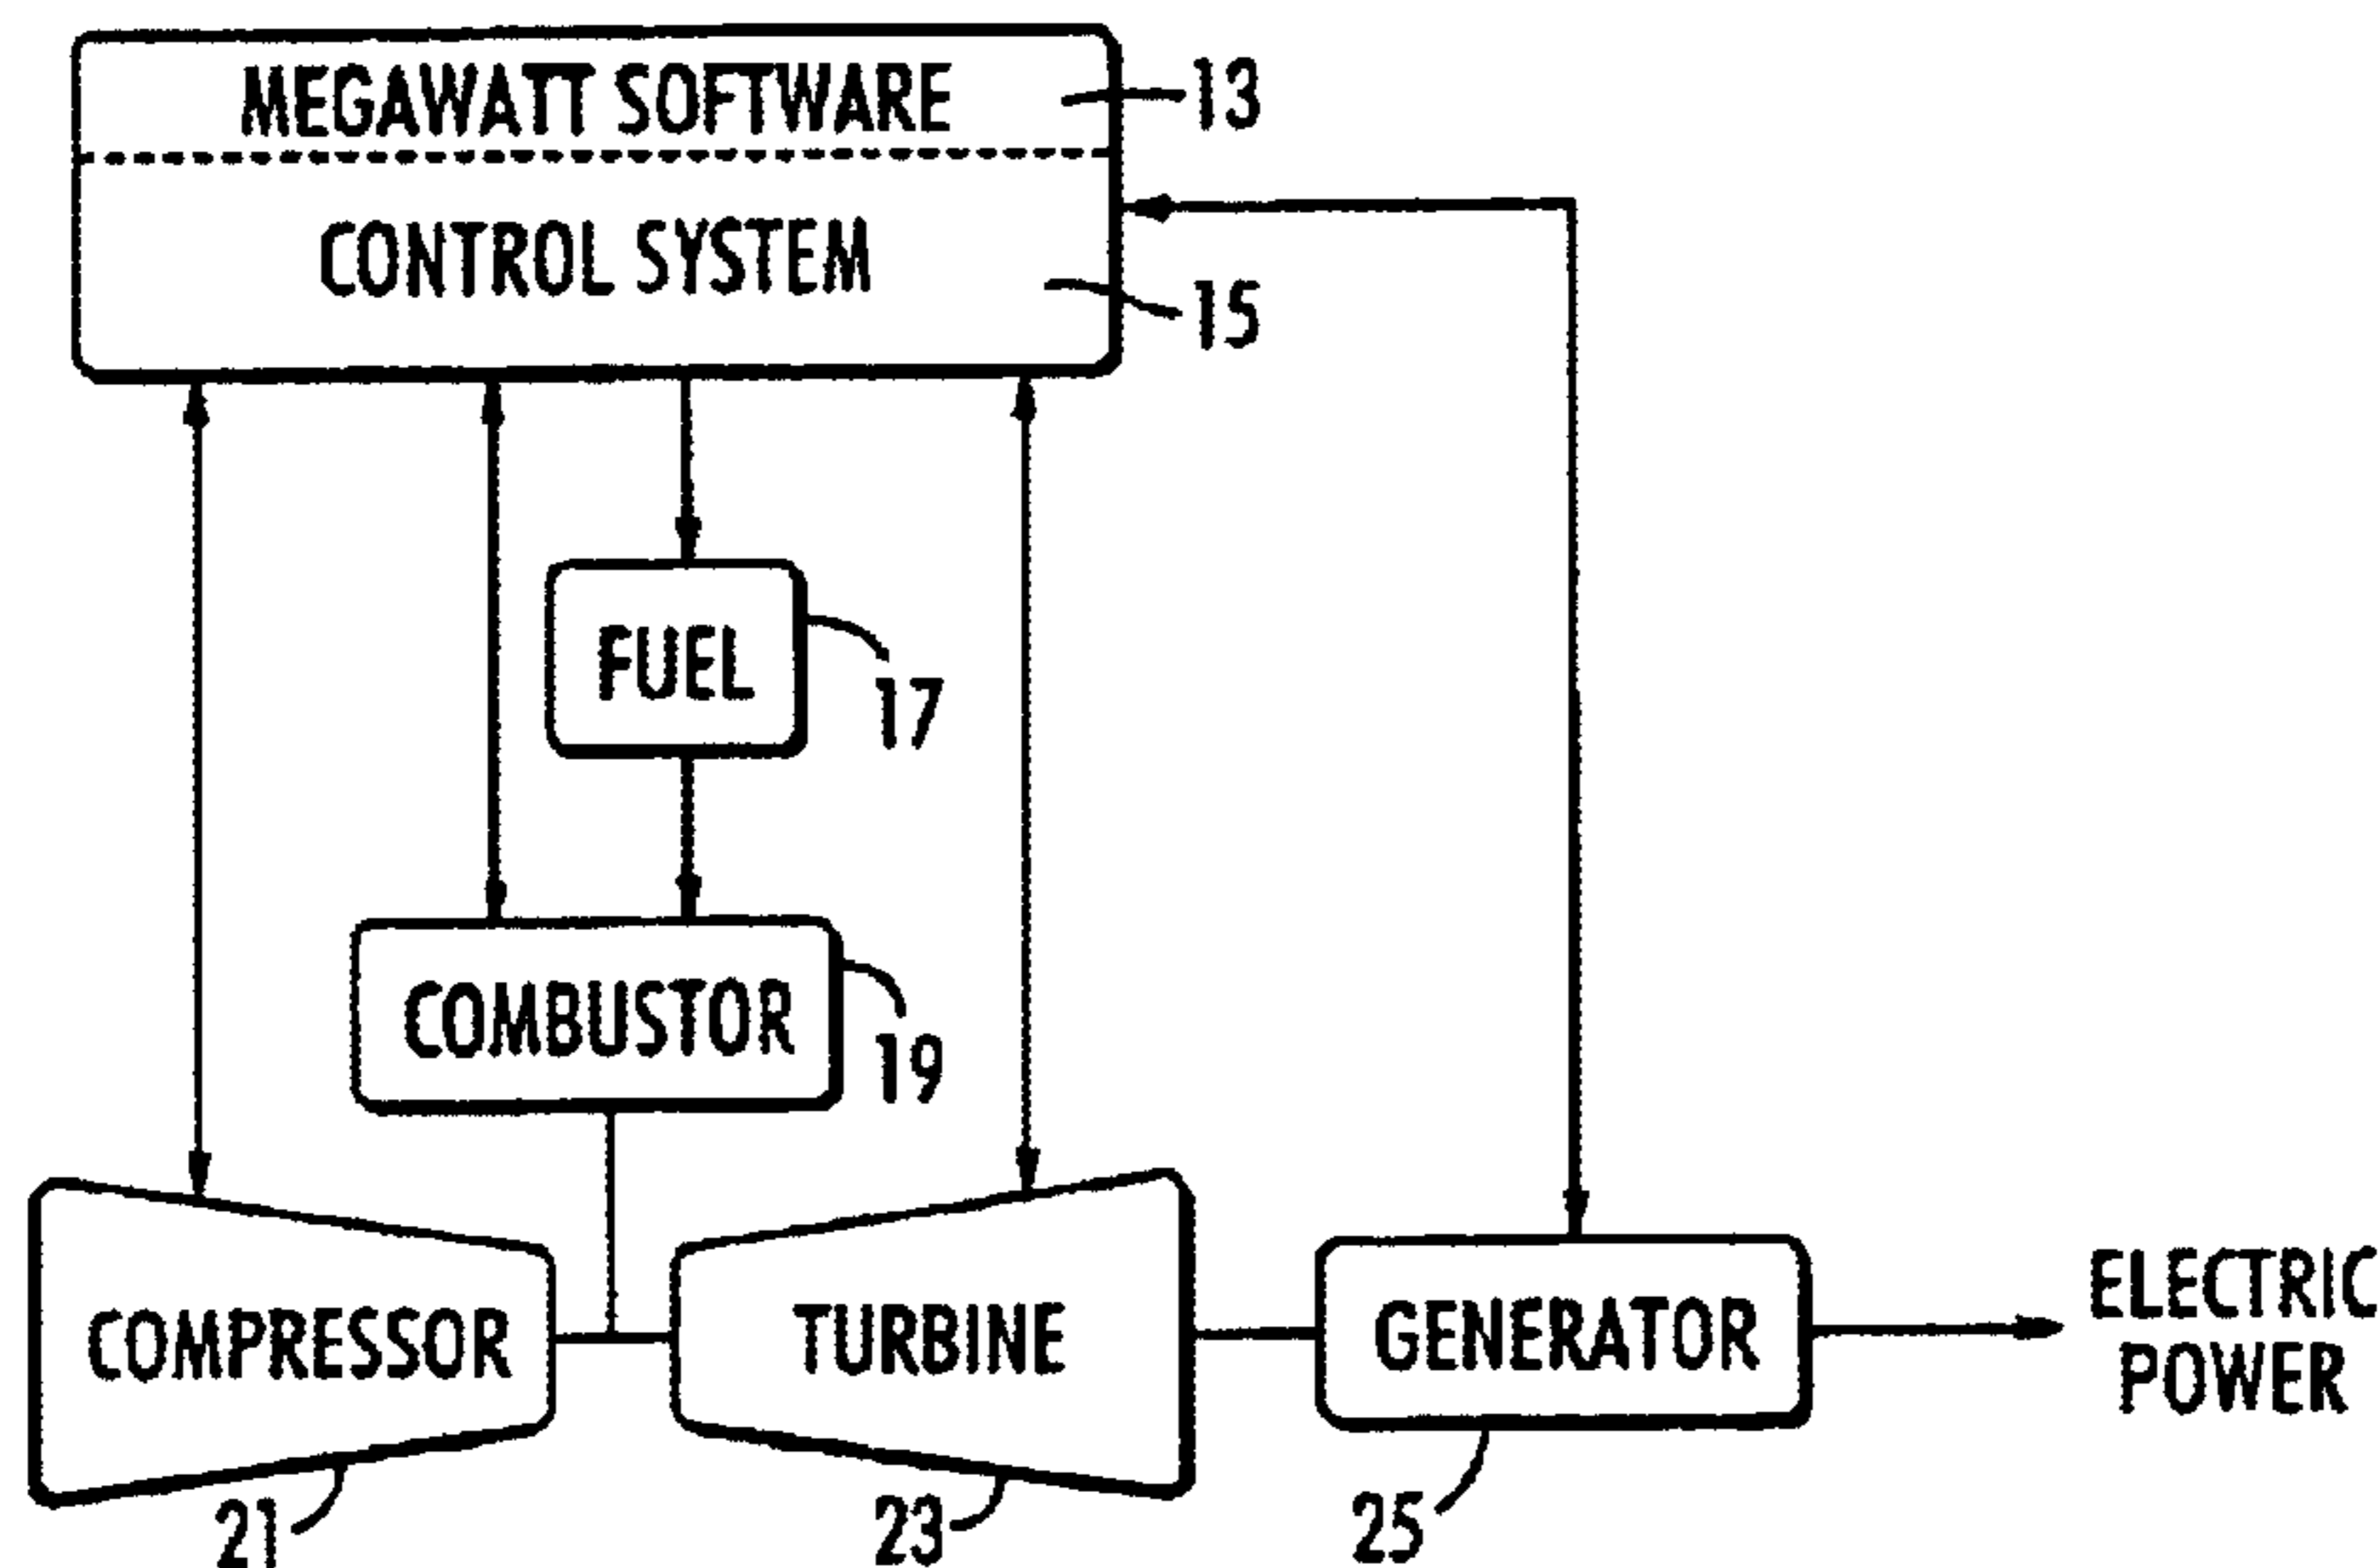 MEGAWATT SOFTWARE
13
CONTROL SYSTEM
15
FUEL
17
COMBUSTOR
19
COMPRESSOR
TURBINE
GENERATOR
ELECTRIC
POWER
21
23
25